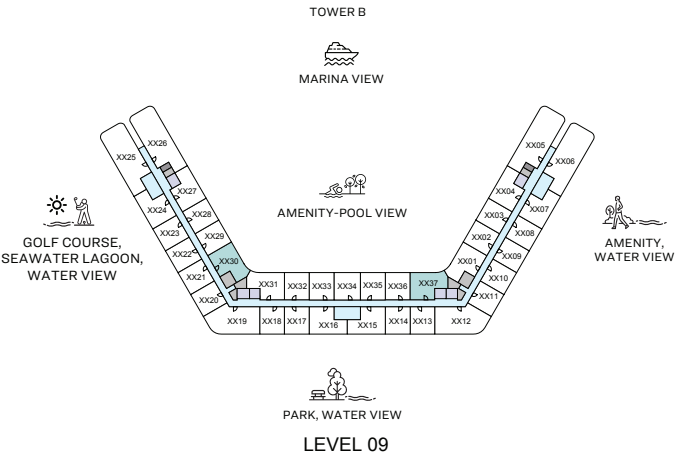 TOWER B
MARINA VIEW
XX26
XX25
XX27
XX24
XX28
XX23
XX29
XX22
XX30
XX21
XX20
XX05
XX06
XX04
XX07
XX03
XX08
XX02
XX09
XX01
XX10
XX11
AMENITY-POOL VIEW
GOLF COURSE,
SEAWATER LAGOON,
WATER VIEW
AMENITY,
WATER VIEW
XX31 XX32 XX33 XX34 XX35 XX36 XX37
XX19 XX18 XX17 XX16 XX15 XX14 XX13 XX12
PARK, WATER VIEW
LEVEL 09